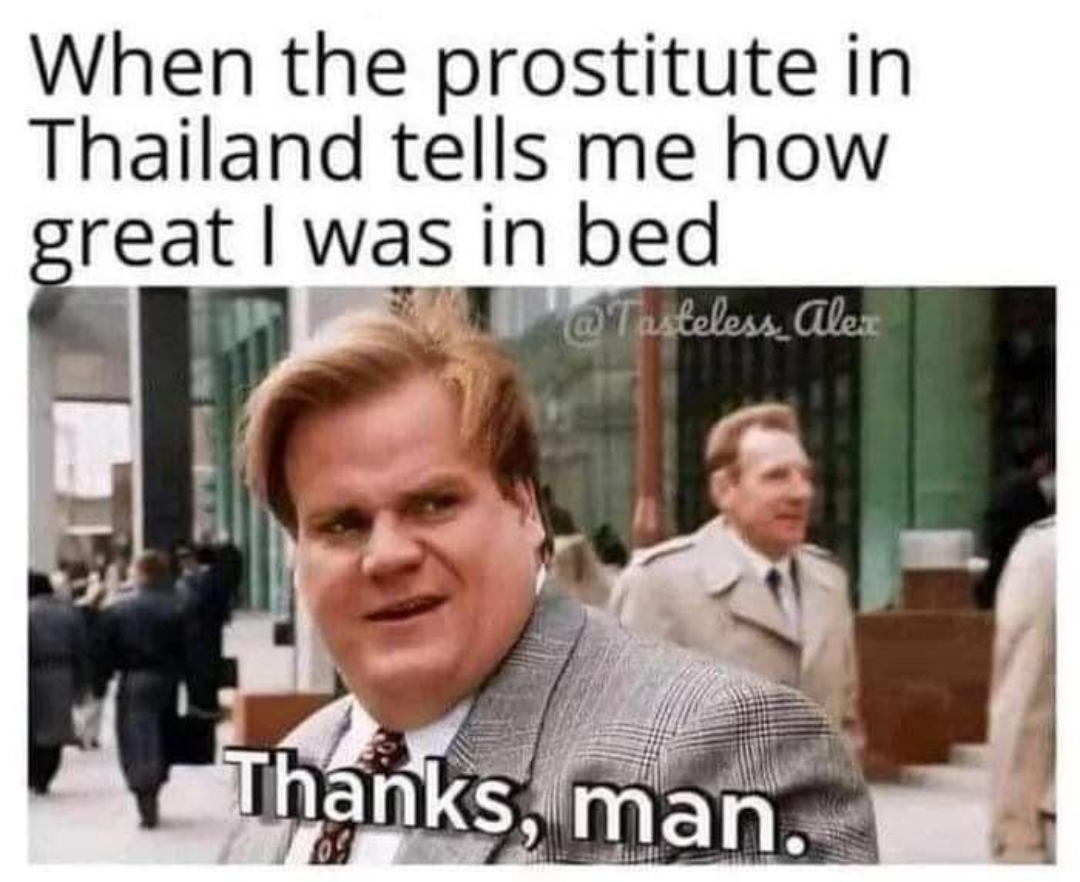 When the prostitute in
Thailand tells me how
great I was in bed
@Tasteless_Alex
Thanks, man.